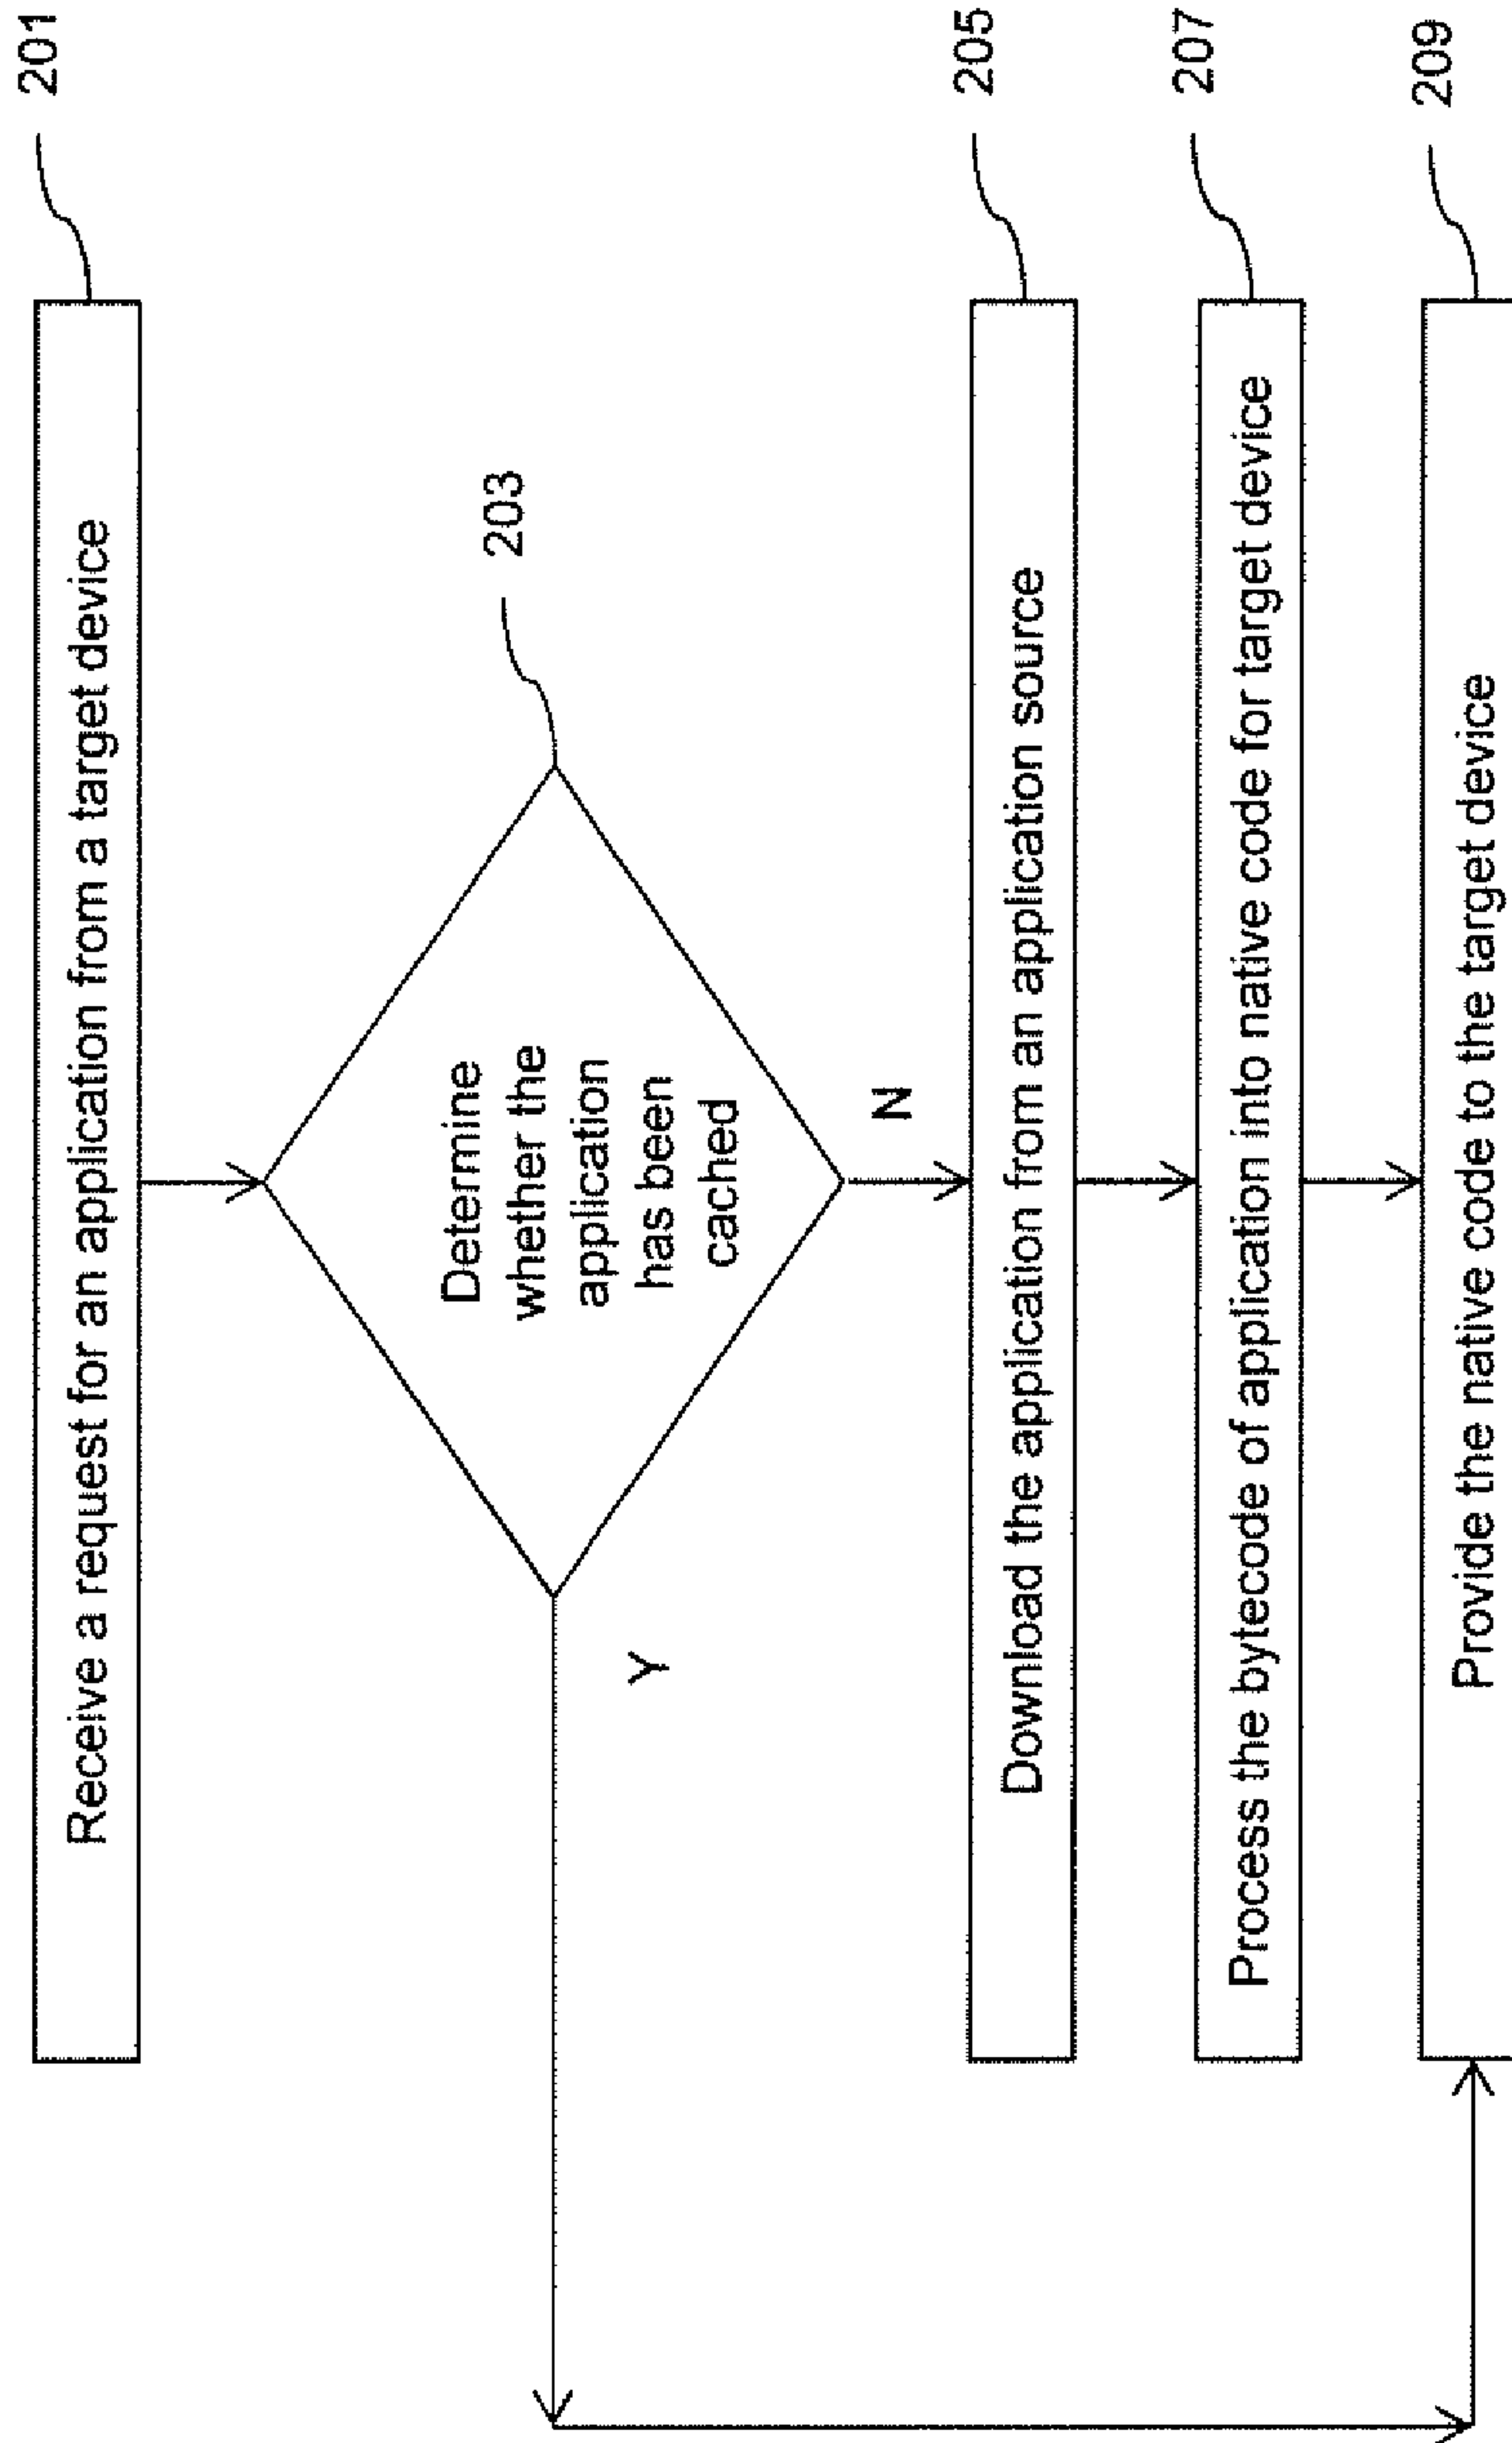 Receive a request for an application from a target device
201
Determine
whether the
application
has been
cached
203
Y
N
Download the application from an application source
205
Process the bytecode of application into native code for target device
207
Provide the native code to the target device
209